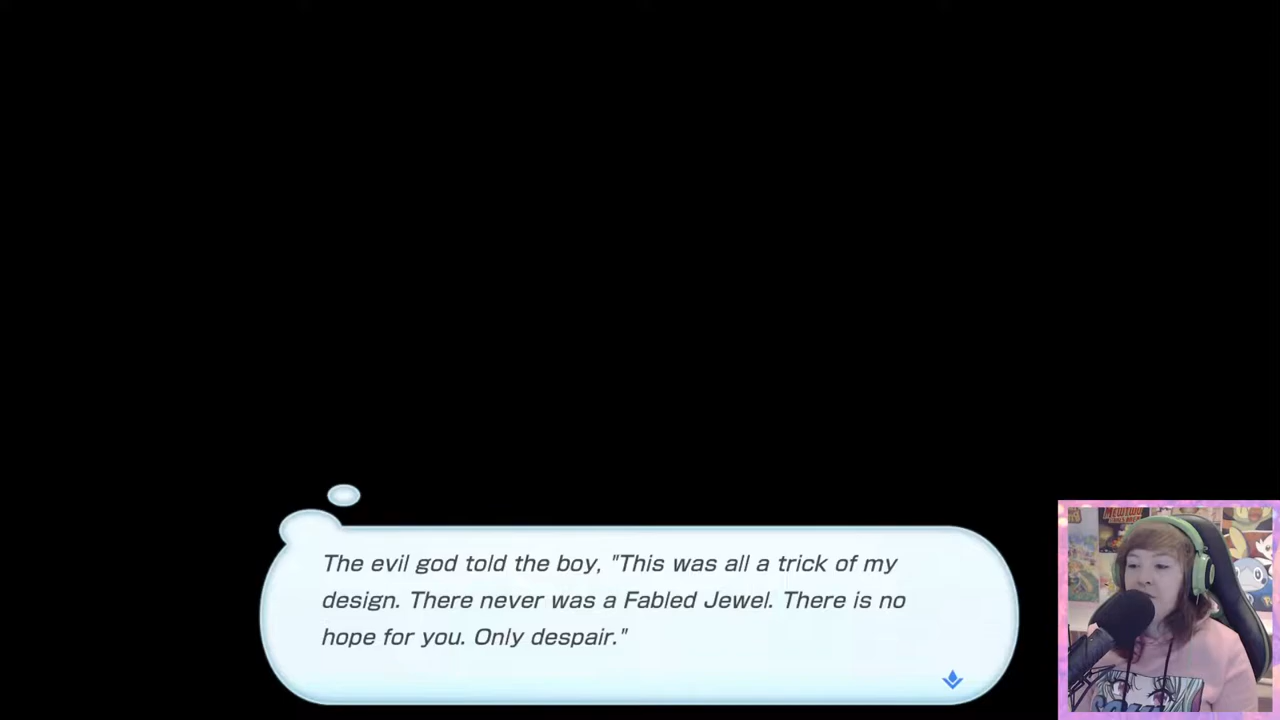 The evil god told the boy, "This was all a trick of my
design. There never was a Fabled Jewel. There is no
hope for you. Only despair."
MEWTWO